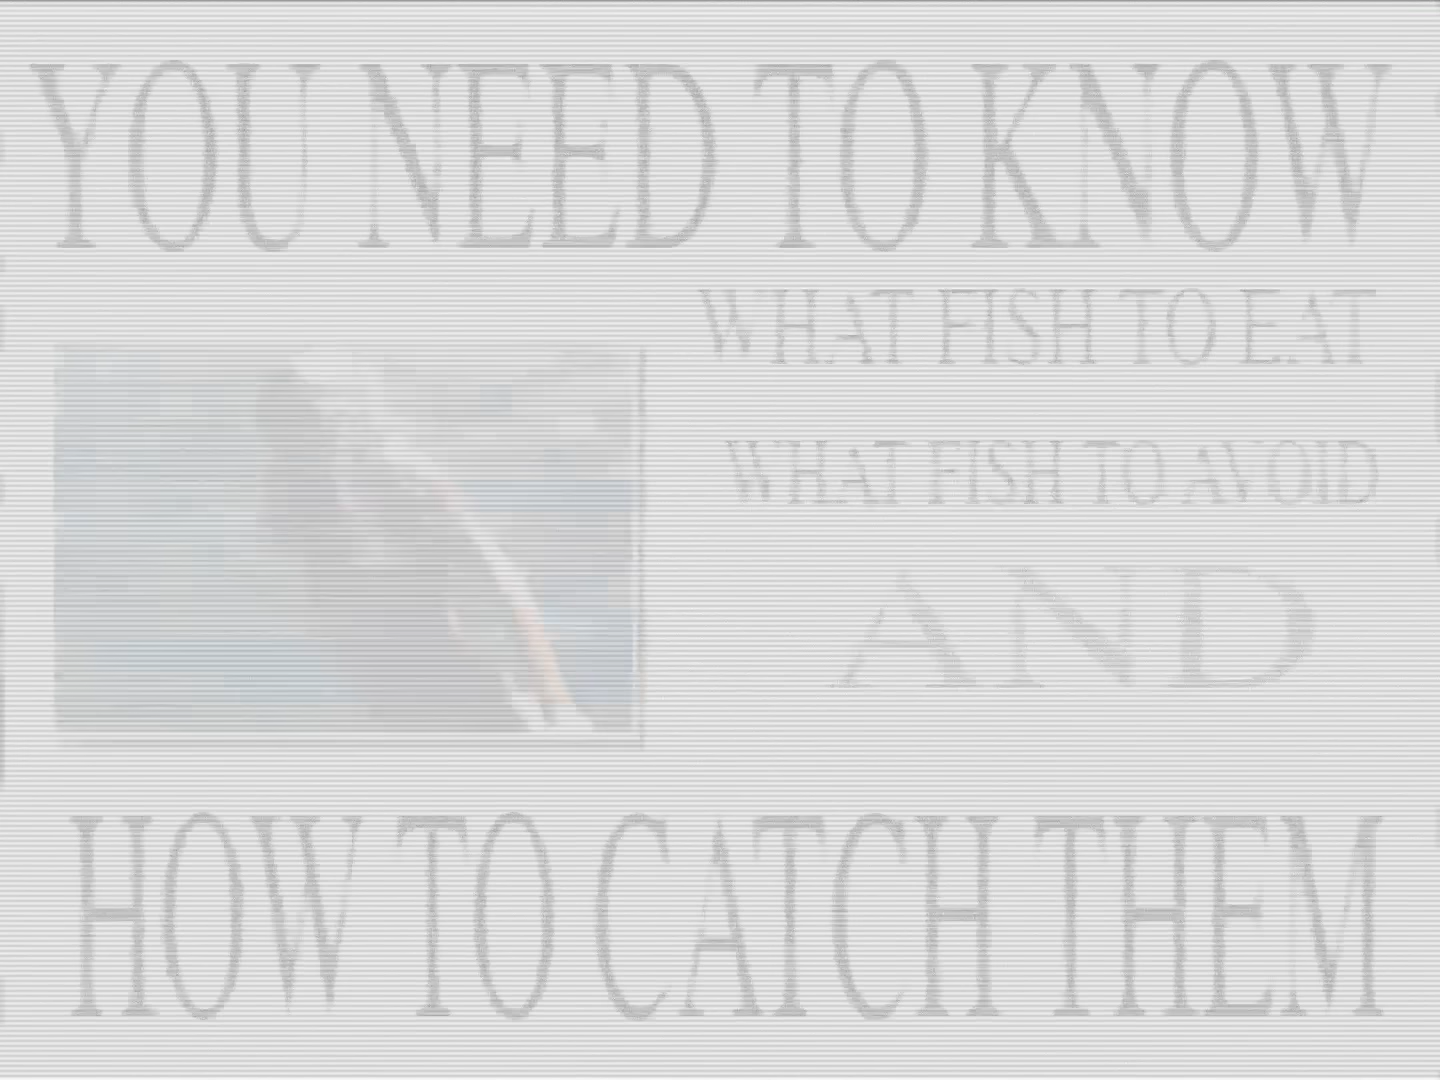 YOU NEED TO KNOW
WHAT FISH TO EAT
WHAT FISH TO AVOID
AND
HOW TO CATCH THEM